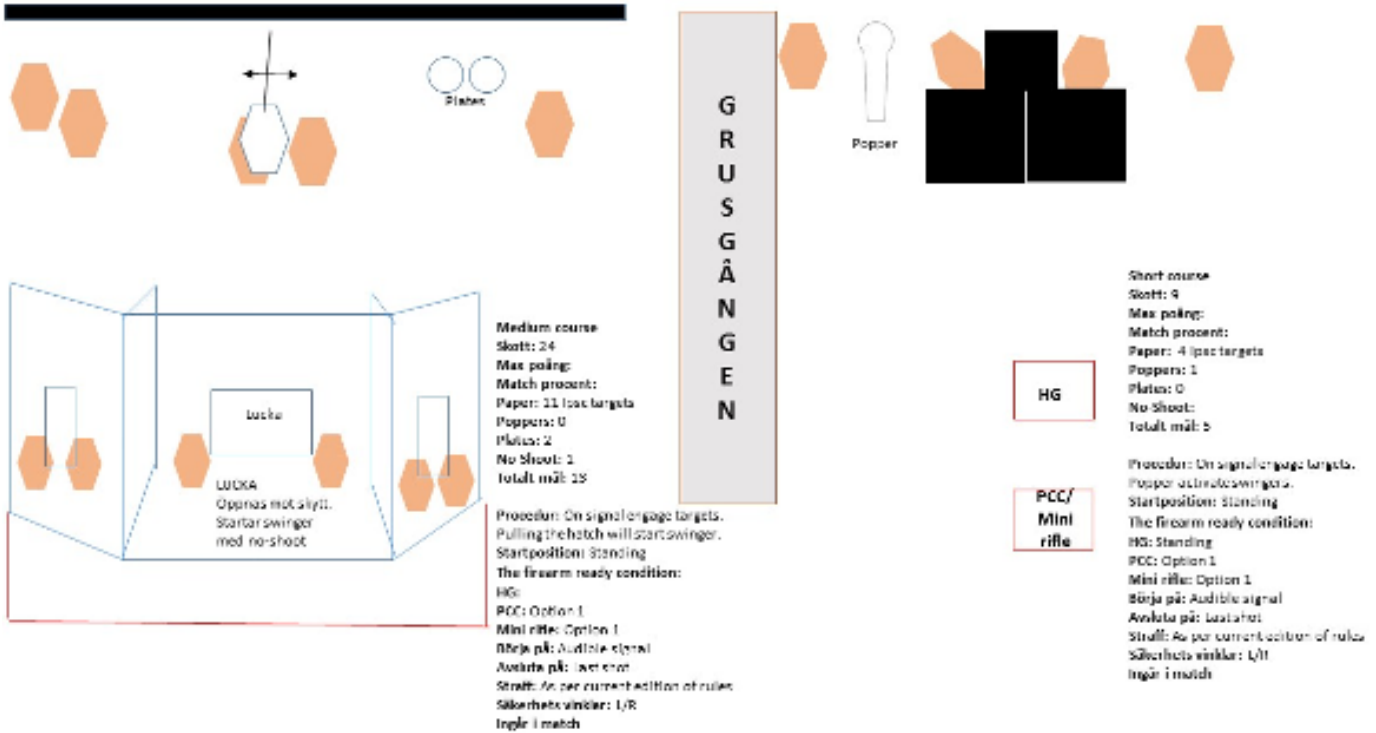 Plates
Popper
G
R
U
S
G
Å
N
G
E
N
Lucka
LUCKA
Öppnas mot skytt.
Startar swinger
med no-shoot
Medium course
Skott: 24
Max poäng:
Match procent:
Paper: 11 Ipsc targets
Poppers: 0
Plates: 2
No Shoot: 1
Totalt mål: 13
Procedur: On signal engage targets.
Pulling the hatch will start swinger.
Startposition: Standing
The firearm ready condition:
HG:
PCC: Option 1
Mini rifle: Option 1
Börja på: Audible signal
Avsluta på: Last shot
Straff: As per current edition of rules
Säkerhets vinklar: L/R
Ingår i match
HG
PCC/
Mini
rifle
Short course
Skott: 9
Max poäng:
Match procent:
Paper: 4 Ipsc targets
Poppers: 1
Plates: 0
No-Shoot:
Totalt mål: 5
Procedur: On signal engage targets.
Popper activate swingers.
Startposition: Standing
The firearm ready condition:
HG: Standing
PCC: Option 1
Mini rifle: Option 1
Börja på: Audible signal
Avsluta på: Last shot
Straff: As per current edition of rules
Säkerhets vinklar: L/R
Ingår i match